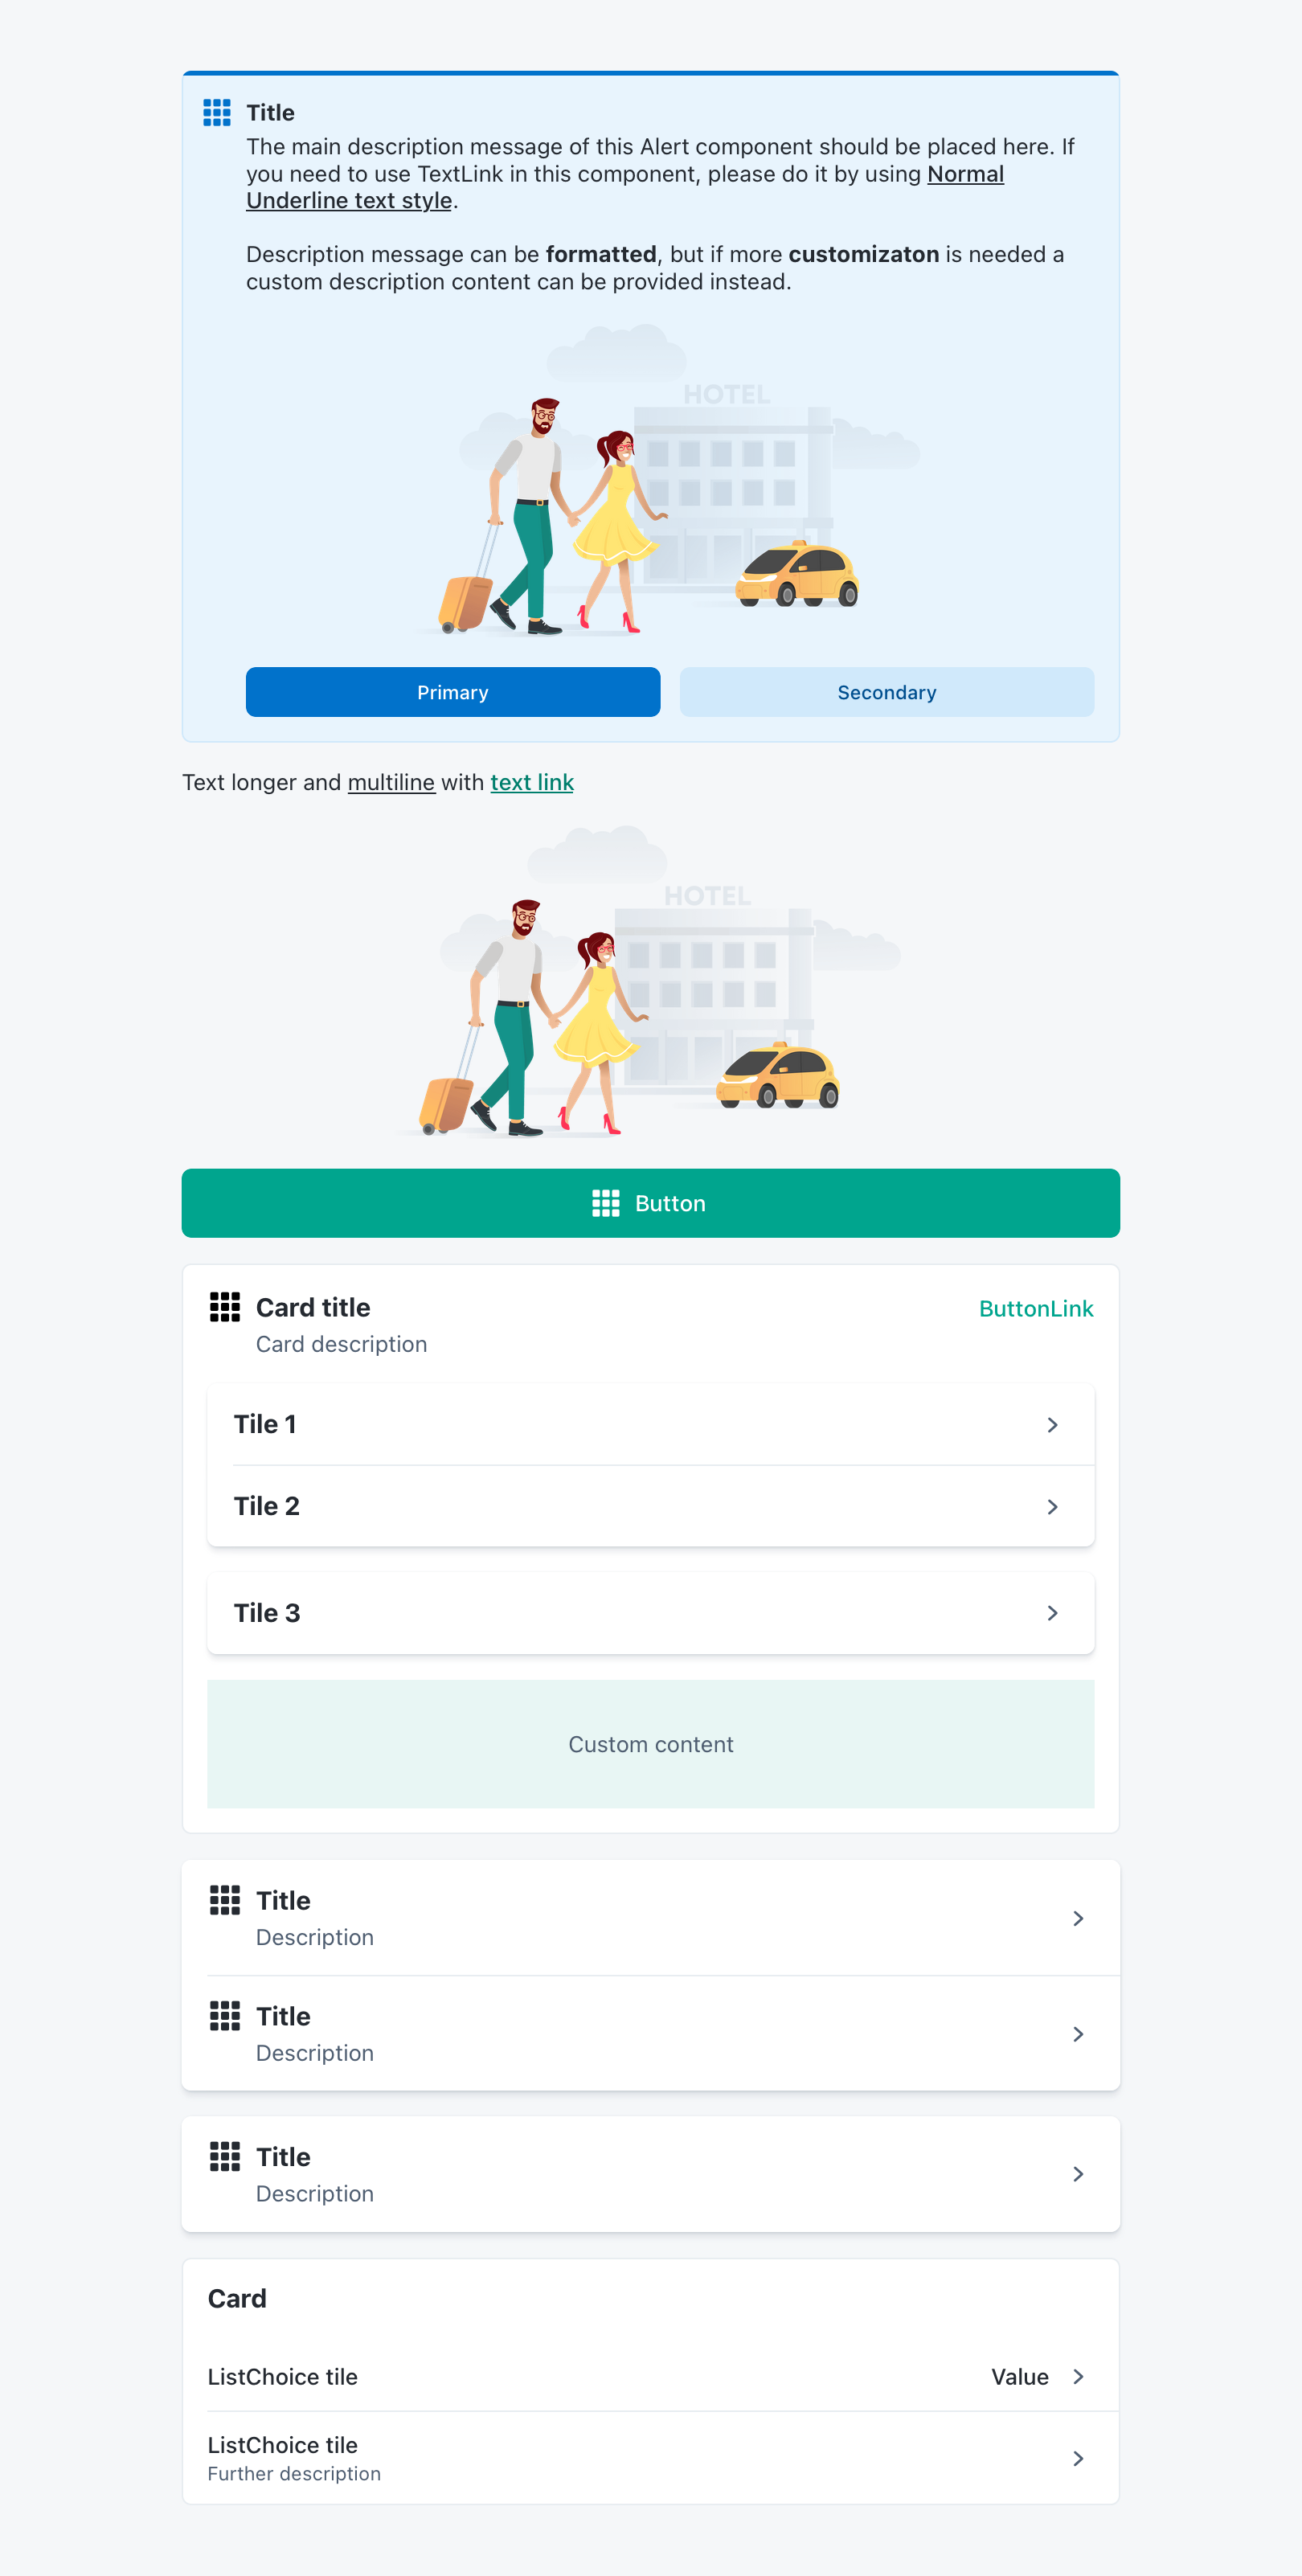 Title
The main description message of this Alert component should be placed here. If
you need to use TextLink in this component, please do it by using Normal
Underline text style.
Description message can be formatted, but if more customizaton is needed a
custom description content can be provided instead.
HOTEL
Primary Secondary
Text longer and multiline with text link
HOTEL
Button
Card title ButtonLink
Card description
Tile 1
Tile 2
Tile 3
Custom content
Title
Description
Title
Description
Title
Description
Card
ListChoice tile Value
ListChoice tile
Further description